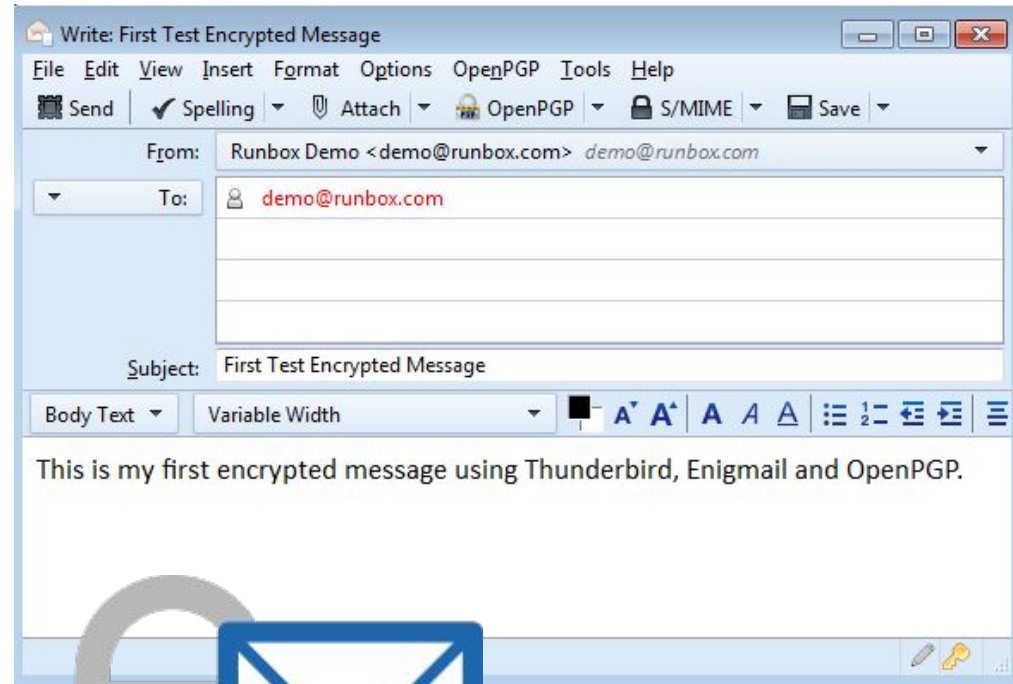 Write: First Test Encrypted Message
File Edit View Insert Format Options OpenPGP Tools Help
Send Spelling Attach OpenPGP S/MIME Save
From: Runbox Demo <demo@runbox.com> demo@runbox.com
To: demo@runbox.com
Subject: First Test Encrypted Message
Body Text Variable Width A A A A A
This is my first encrypted message using Thunderbird, Enigmail and OpenPGP.